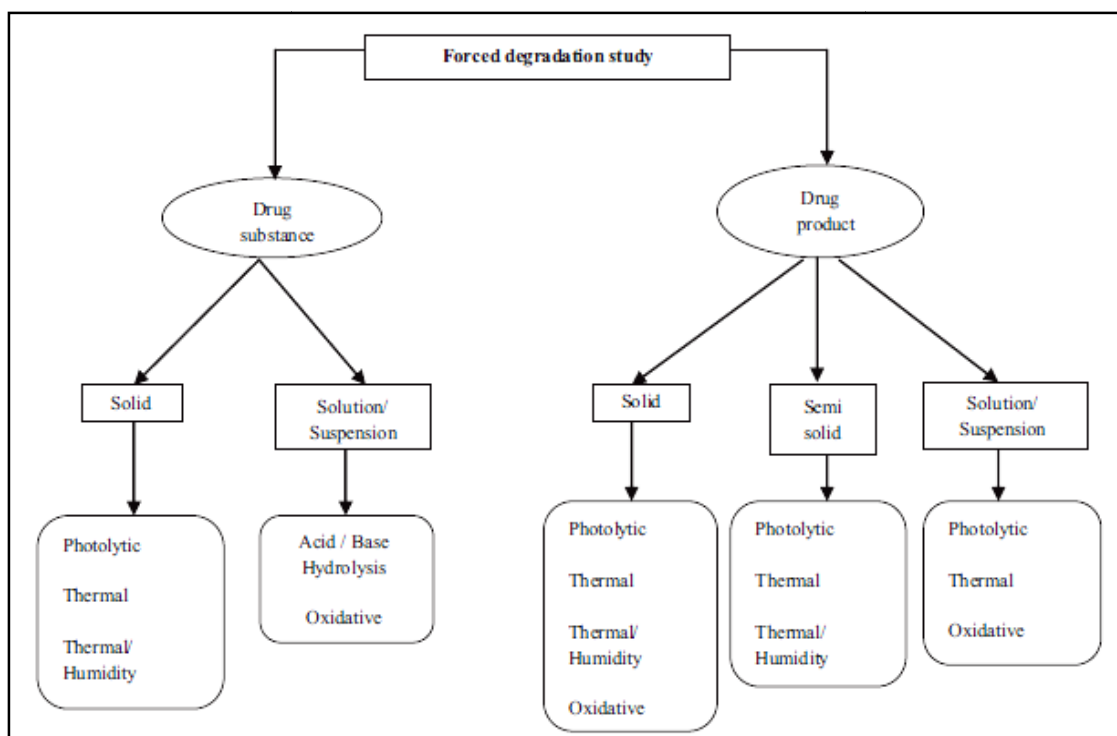 Forced degradation study
Drug
substance
Drug
product
Solid
Solution/
Suspension
Solid
Semi
solid
Solution/
Suspension
Photolytic
Thermal
Thermal/
Humidity
Acid / Base
Hydrolysis
Oxidative
Photolytic
Thermal
Thermal/
Humidity
Oxidative
Photolytic
Thermal
Thermal/
Humidity
Photolytic
Thermal
Oxidative